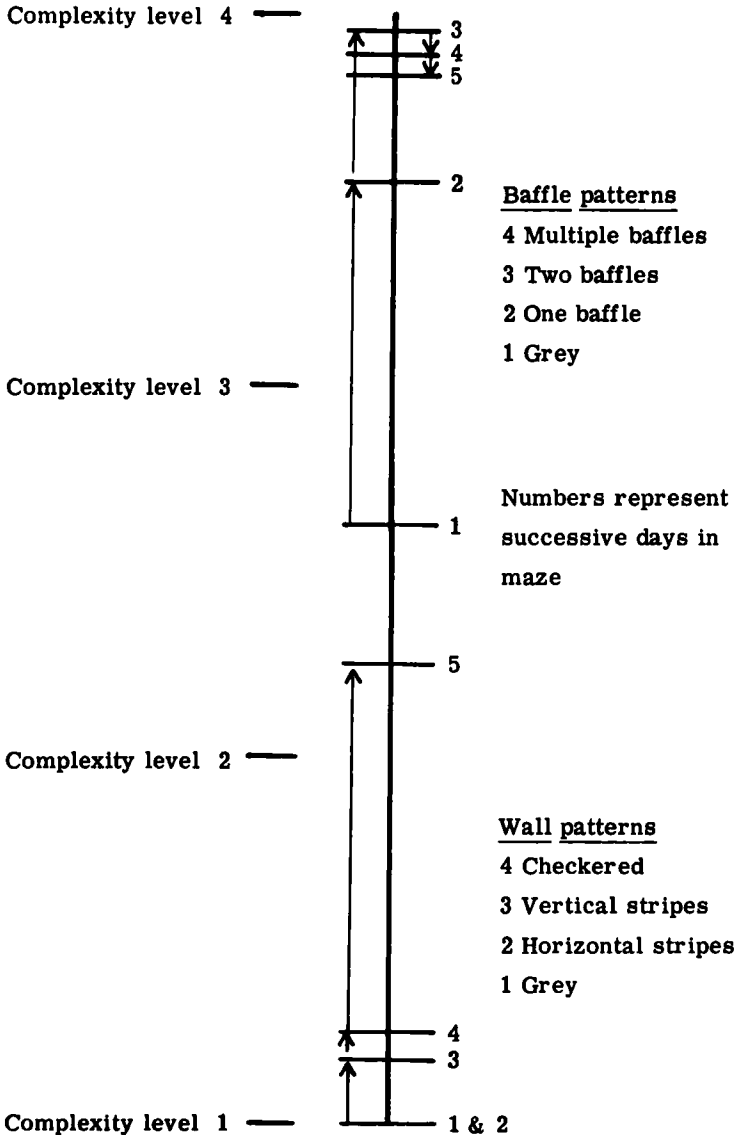 Complexity level 4
3
4
5
2
Baffle patterns
4 Multiple baffles
3 Two baffles
2 One baffle
1 Grey
Complexity level 3
1
Numbers represent
successive days in
maze
5
Complexity level 2
Wall patterns
4 Checkered
3 Vertical stripes
2 Horizontal stripes
1 Grey
4
3
Complexity level 1
1 & 2